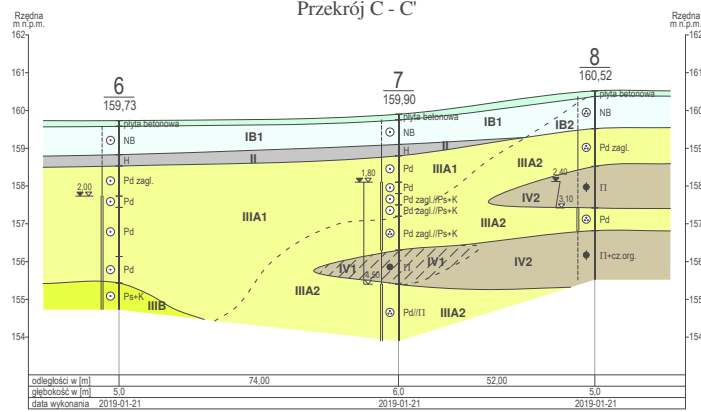 Przekrój C - C'
Rzędna
m n.p.m.
Rzędna
m n.p.m.
162
161
160
159
158
157
156
155
154
162
161
160
159
158
157
156
155
154
6
159,73
płyta betonowa
NB
H
Pd zagl.
Pd
Pd
Pd
Ps+K
2,00
7
159,90
płyta betonowa
NB
H
Pd
Pd
Pd zagl.//Ps+K
Pd zagl.//Ps+K
Pd zagl.//Ps+K
Π
Pd//Π
1,80
4,50
8
160,52
płyta betonowa
NB
Pd zagl.
Π
Pd
Π+cz.org.
2,40
3,10
IB1
IB1
IB2
II
II
IIIA1
IIIA1
IIIA2
IIIA2
IIIA2
IIIA2
IIIB
IV1
IV1
IV2
IV2
odległości w [m] 74,00 52,00
głębokość w [m] 5,0 6,0 5,0
data wykonania 2019-01-21 2019-01-21 2019-01-21